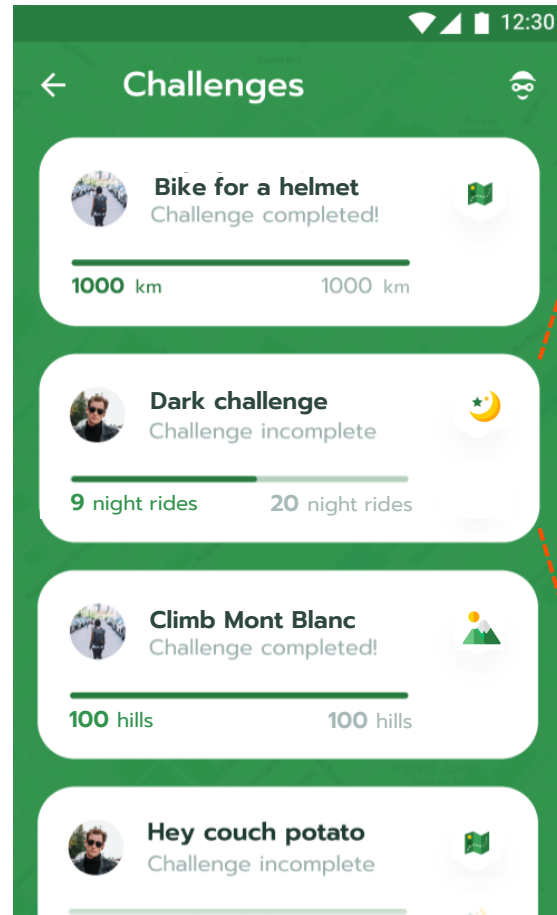 12:30
Challenges
Bike for a helmet
Challenge completed!
1000 km 1000 km
Dark challenge
Challenge incomplete
9 night rides 20 night rides
Climb Mont Blanc
Challenge completed!
100 hills 100 hills
Hey couch potato
Challenge incomplete